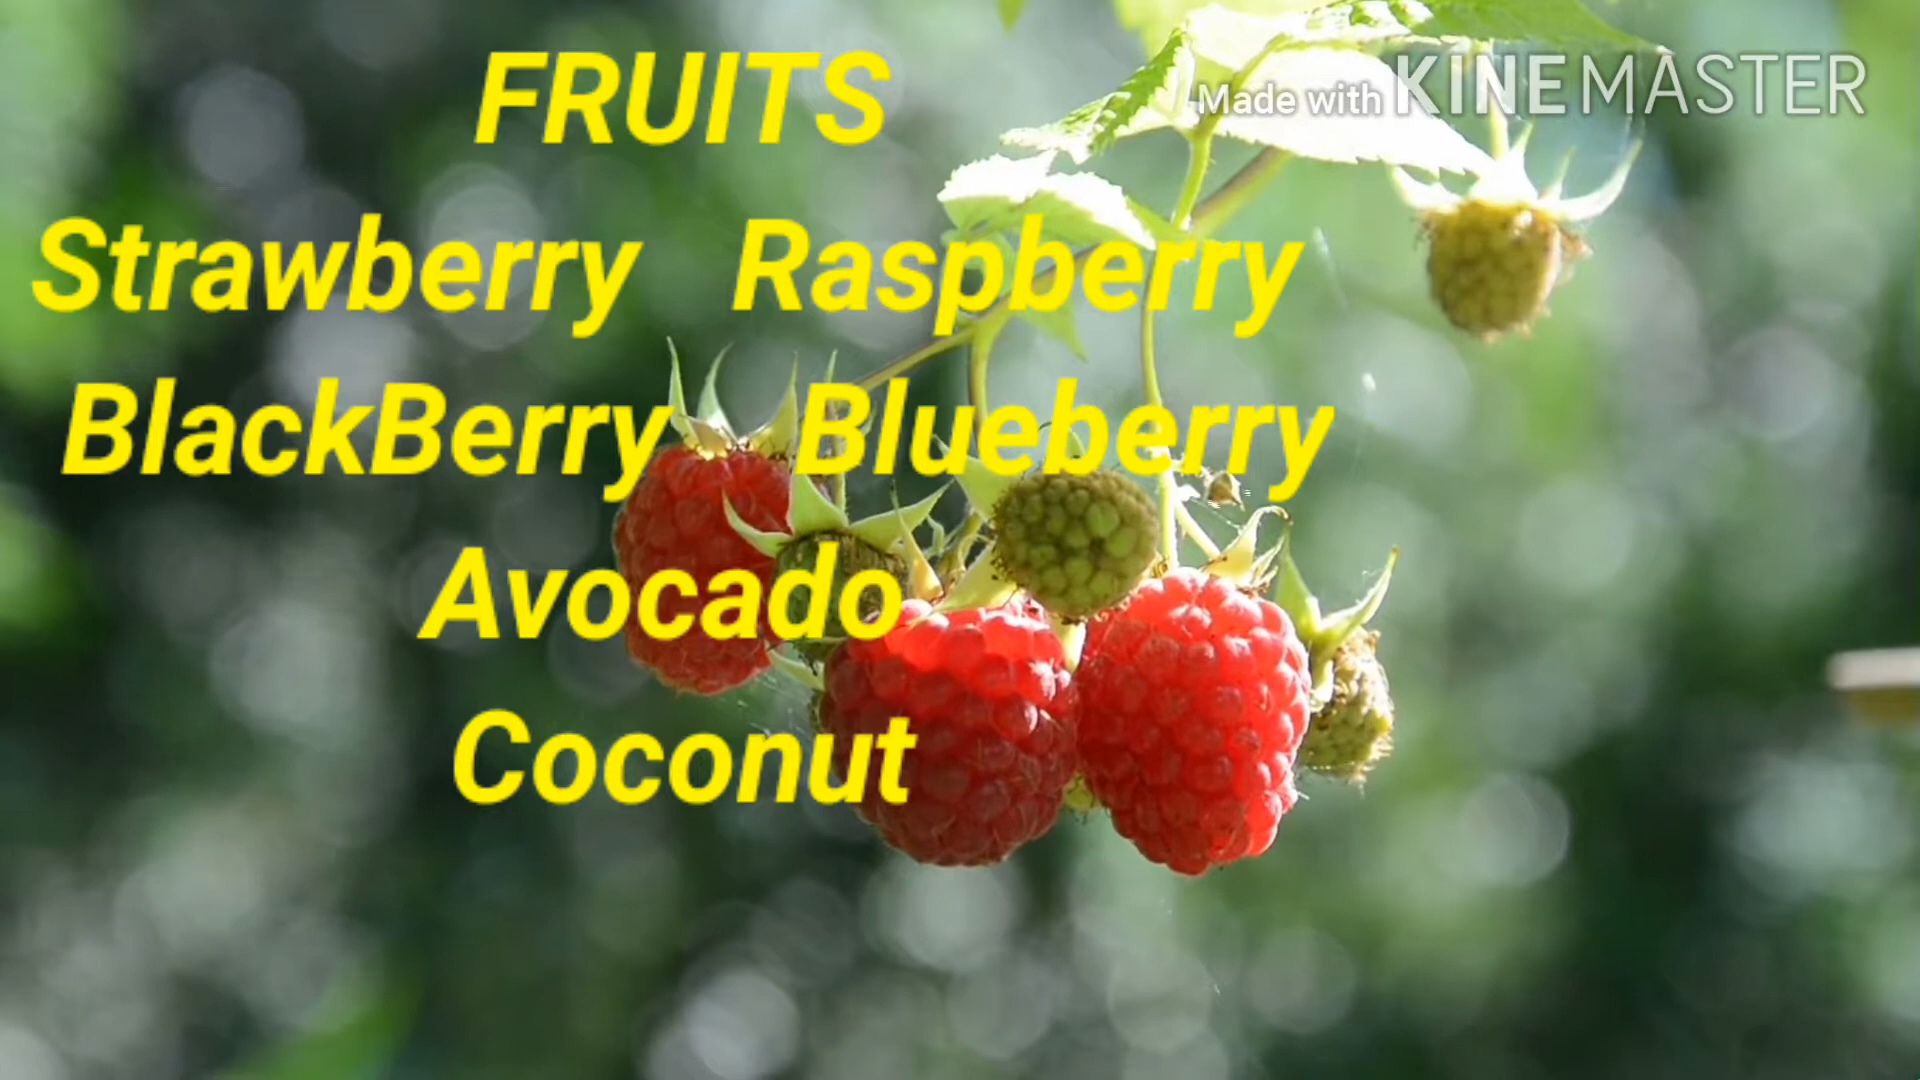 FRUITS
Made with KINEMASTER
Strawberry Raspberry
BlackBerry Blueberry
Avocado
Coconut